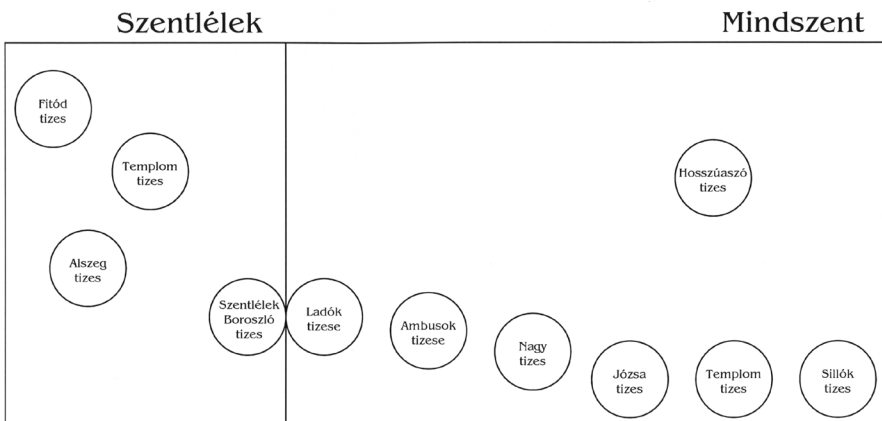 Szentlélek
Mindszent
Fitód
tizes
Templom
tizes
Alszeg
tizes
Szentlélek
Boroszló
tizes
Ladók
tizese
Ambusok
tizese
Nagy
tizes
Hosszúaszó
tizes
Józsa
tizes
Templom
tizes
Sillók
tizes